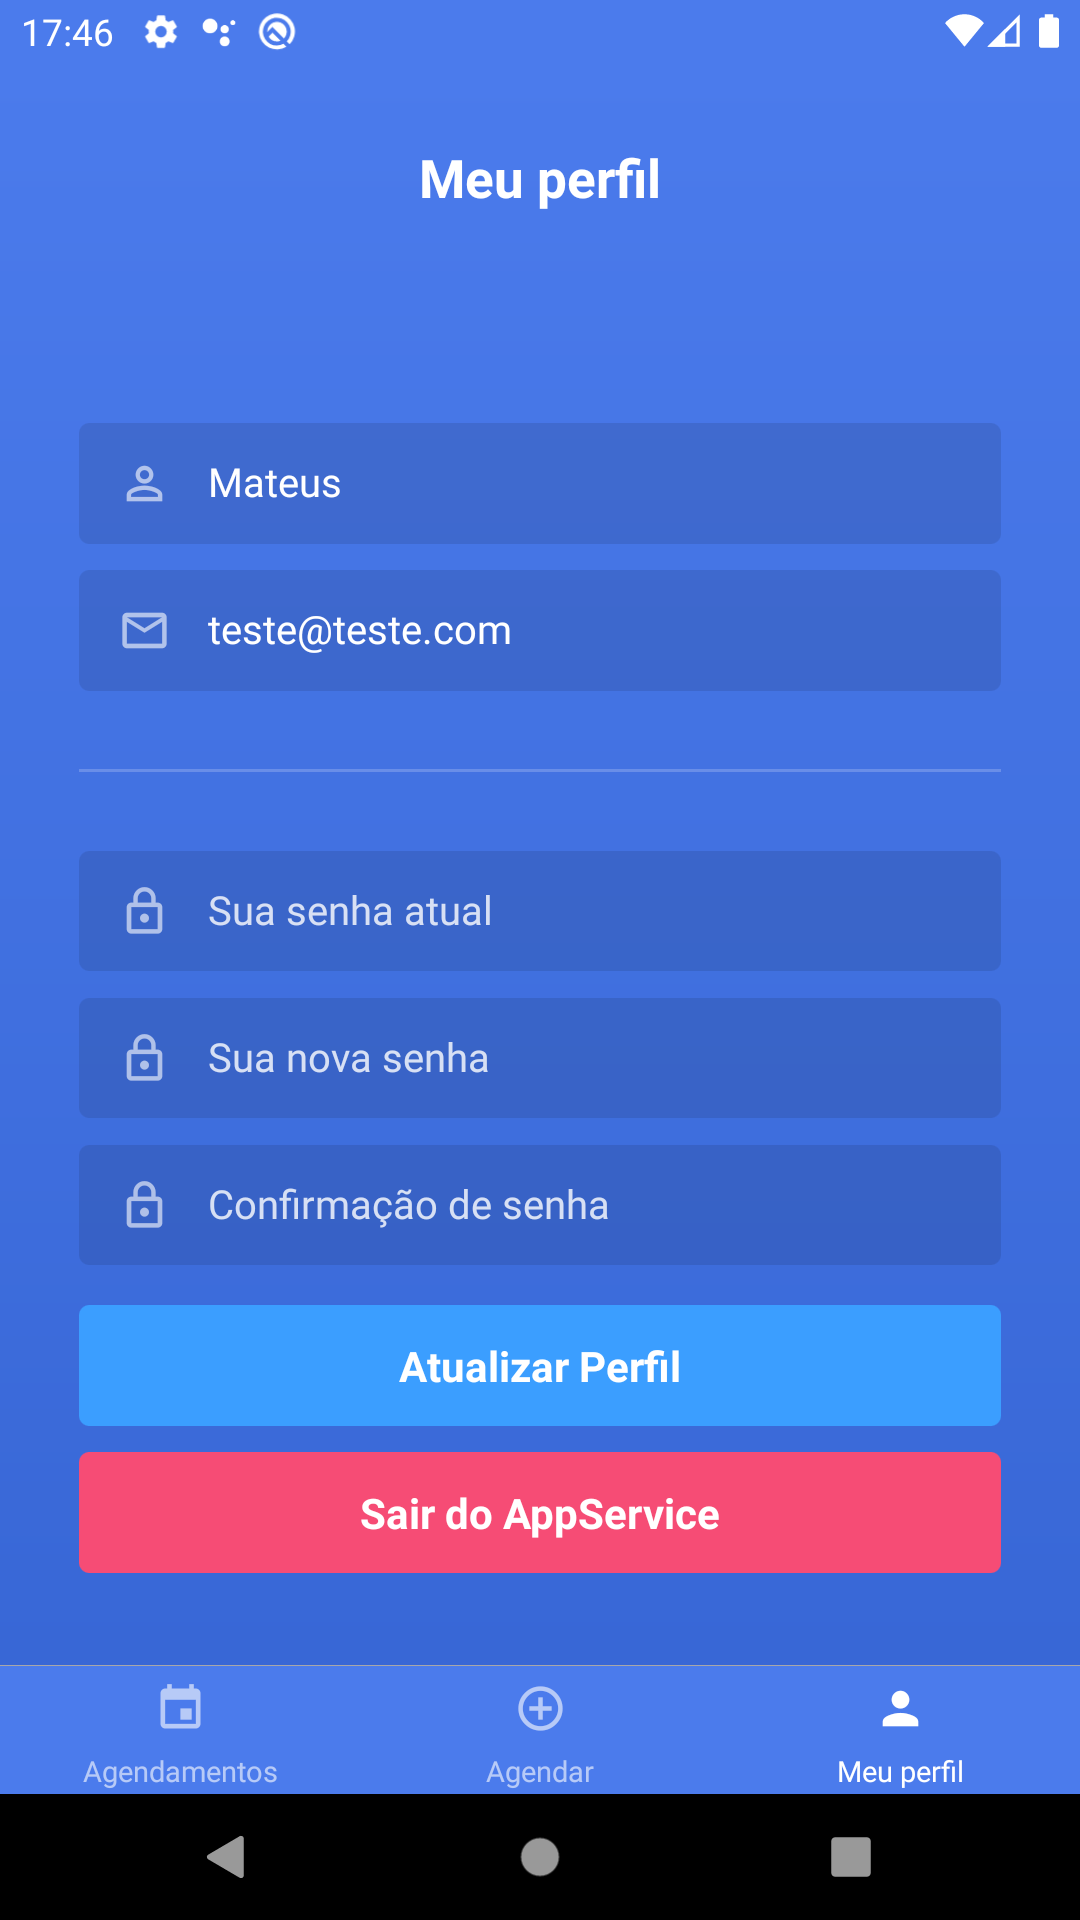 17:46
Meu perfil
Mateus
teste@teste.com
Sua senha atual
Sua nova senha
Confirmação de senha
Atualizar Perfil
Sair do AppService
Agendamentos
Agendar
Meu perfil